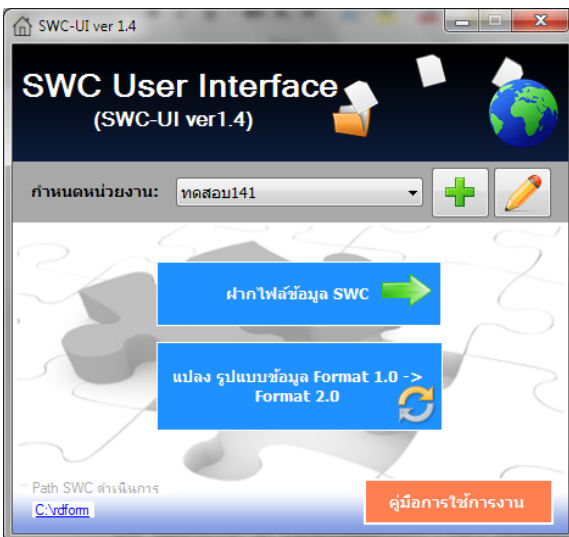 SWC-UI ver 1.4
SWC User Interface
(SWC-UI ver1.4)
กำหนดหน่วยงาน: ทดสอบ141
ฝากไฟล์ข้อมูล SWC
แปลง รูปแบบข้อมูล Format 1.0 ->
Format 2.0
Path SWC ดำเนินการ
C:\rdform
คู่มือการใช้การงาน